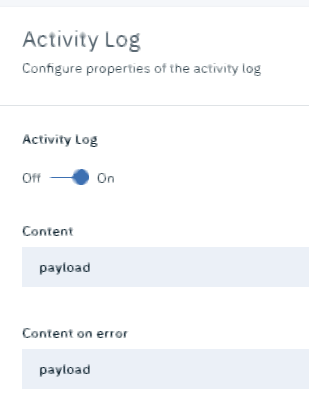 Activity Log
Configure properties of the activity log
Activity Log
Off On
Content
payload
Content on error
payload